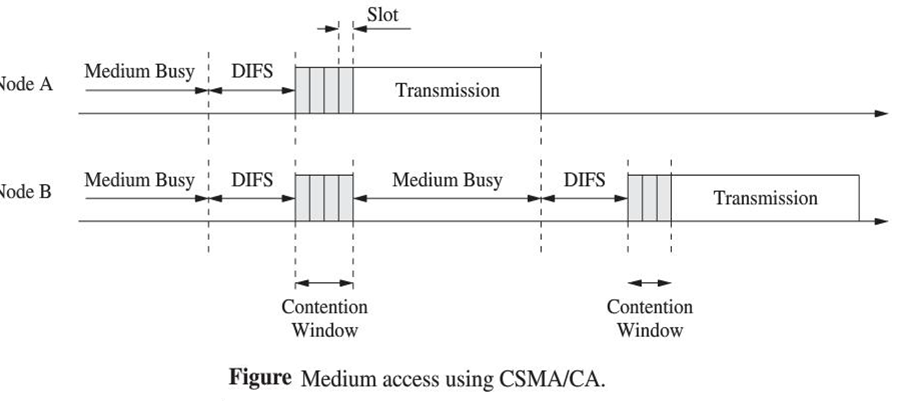 Slot
Medium Busy DIFS
Node A Transmission
Medium Busy DIFS Medium Busy DIFS
Node B Transmission
Contention Window
Contention Window
Figure Medium access using CSMA/CA.